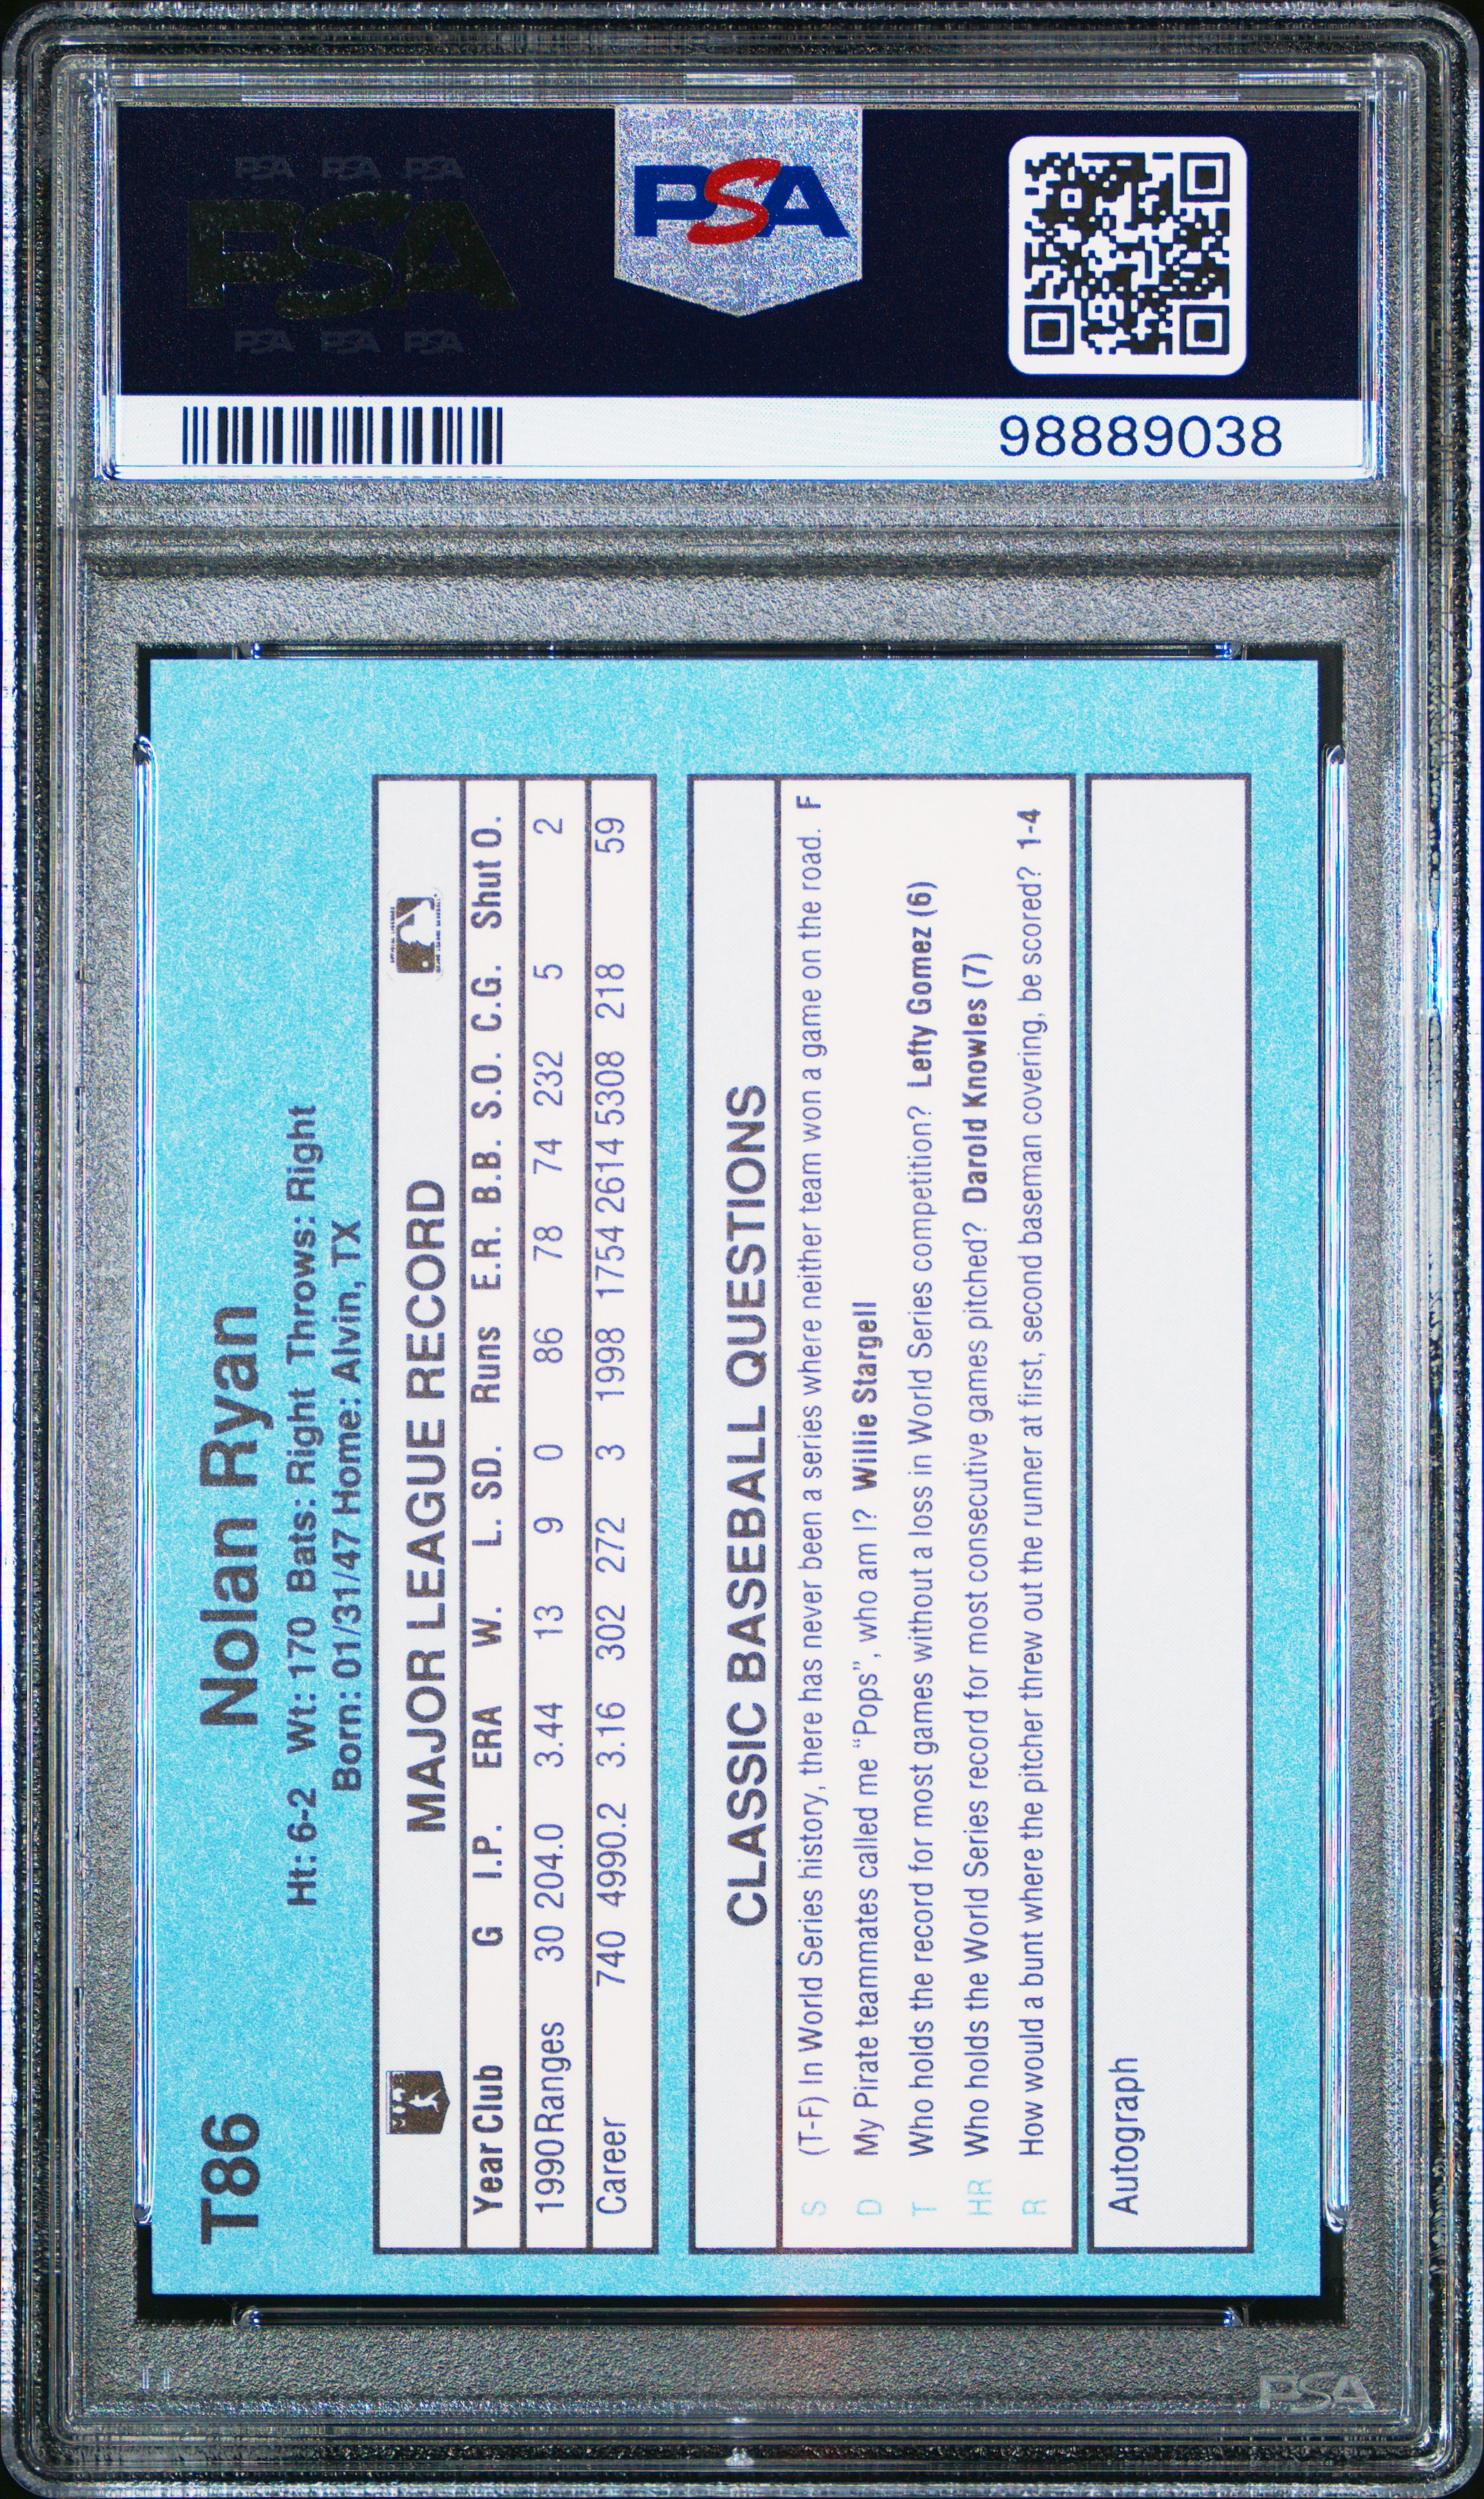 PSA PSA PSA
PSA
PSA PSA PSA
PSA
98889038
T86
Nolan Ryan
Ht: 6-2 Wt: 170 Bats: Right Throws: Right
Born: 01/31/47 Home: Alvin, TX
MAJOR LEAGUE RECORD
Year Club G I.P. ERA W. L. SD. Runs E.R. B.B. S.O. C.G. Shut O.
1990 Ranges 30 204.0 3.44 13 9 0 86 78 74 232 5 2
Career 740 4990.2 3.16 302 272 3 1998 1754 2614 5308 218 59
CLASSIC BASEBALL QUESTIONS
S (T-F) In World Series history, there has never been a series where neither team won a game on the road. F
D My Pirate teammates called me “Pops”, who am I? Willie Stargell
T Who holds the record for most games without a loss in World Series competition? Lefty Gomez (6)
HR Who holds the World Series record for most consecutive games pitched? Darold Knowles (7)
R How would a bunt where the pitcher threw out the runner at first, second baseman covering, be scored? 1-4
Autograph
PSA